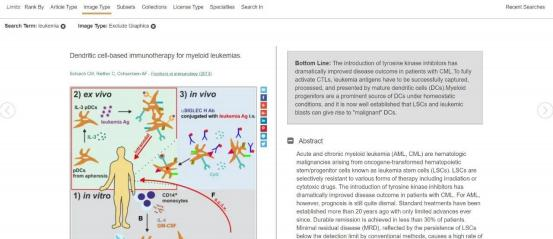 Limits: Rank By Article Type Image Type Subsets Collections License Type Specialties Search In Recent Searches
Search Term: leukemia Image Type: Exclude Graphics
Dendritic cell-based immunotherapy for myeloid leukemias.
Schürch CM, Riether C, Ochsenbein AF - Frontiers in immunology (2013)
2) ex vivo
IL-3 pDCs
leukemia Ag
IL-3
pDCs
from apheresis
3) in vivo
αSIGLEC H Ab
conjugated with leukemia Ag i.v.
CpG
1) in vitro
CD14⁺
monocytes
B
IL-4
GM-CSF
F
Bottom Line: The introduction of tyrosine kinase inhibitors has
dramatically improved disease outcome in patients with CML. To fully
activate CTLs, leukemia antigens have to be successfully captured,
processed, and presented by mature dendritic cells (DCs).Myeloid
progenitors are a prominent source of DCs under homeostatic
conditions, and it is now well established that LSCs and leukemic
blasts can give rise to "malignant" DCs.
Abstract
Acute and chronic myeloid leukemia (AML, CML) are hematologic
malignancies arising from oncogene-transformed hematopoietic
stem/progenitor cells known as leukemia stem cells (LSCs). LSCs are
selectively resistant to various forms of therapy including irradiation or
cytotoxic drugs. The introduction of tyrosine kinase inhibitors has
dramatically improved disease outcome in patients with CML. For AML,
however, prognosis is still quite dismal. Standard treatments have been
established more than 20 years ago with only limited advances ever
since. Durable remission is achieved in less than 30% of patients.
Minimal residual disease (MRD), reflected by the persistence of LSCs
below the detection limit by conventional methods, causes a high rate of